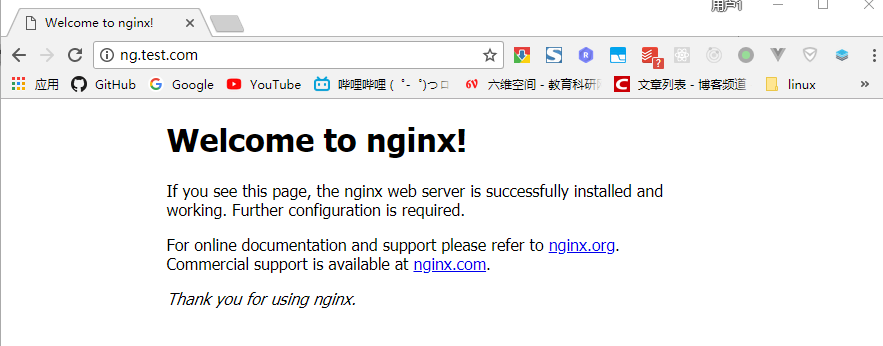 用户1
Welcome to nginx!
ng.test.com
应用 GitHub Google YouTube 哔哩哔哩 ( ゜- ゜)つロ 六维空间 - 教育科研 文章列表 - 博客频道 linux »
Welcome to nginx!
If you see this page, the nginx web server is successfully installed and
working. Further configuration is required.
For online documentation and support please refer to nginx.org.
Commercial support is available at nginx.com.
Thank you for using nginx.